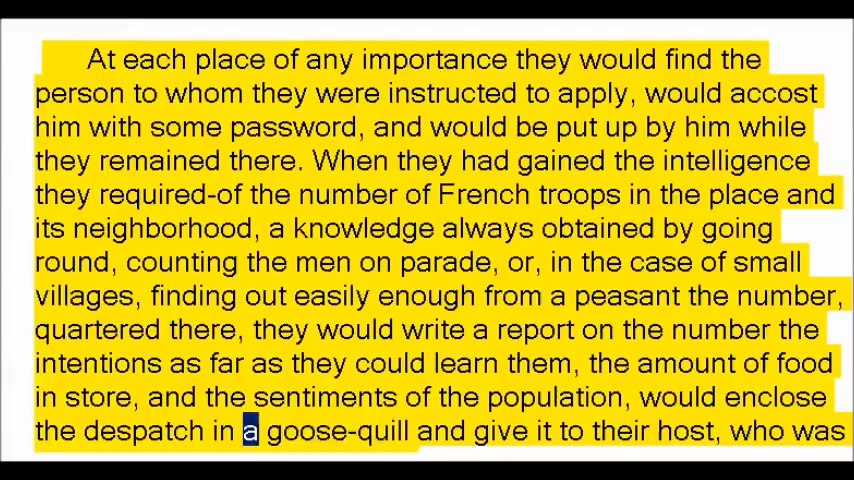 At each place of any importance they would find the
person to whom they were instructed to apply, would accost
him with some password, and would be put up by him while
they remained there. When they had gained the intelligence
they required-of the number of French troops in the place and
its neighborhood, a knowledge always obtained by going
round, counting the men on parade, or, in the case of small
villages, finding out easily enough from a peasant the number,
quartered there, they would write a report on the number the
intentions as far as they could learn them, the amount of food
in store, and the sentiments of the population, would enclose
the despatch in a goose-quill and give it to their host, who was